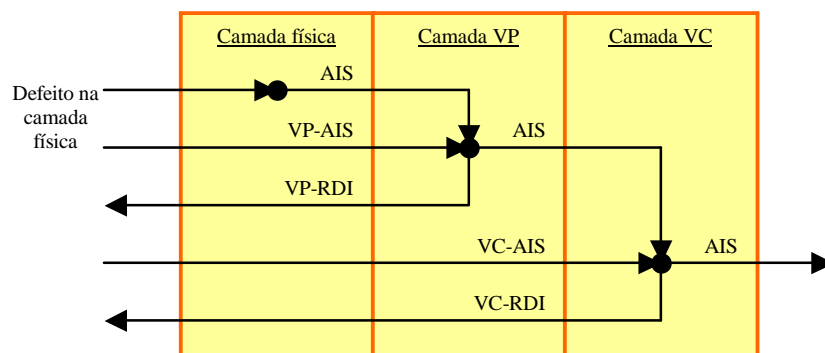 Camada física
Camada VP
Camada VC
AIS
Defeito na
camada
física
VP-AIS
AIS
VP-RDI
VC-AIS
AIS
VC-RDI